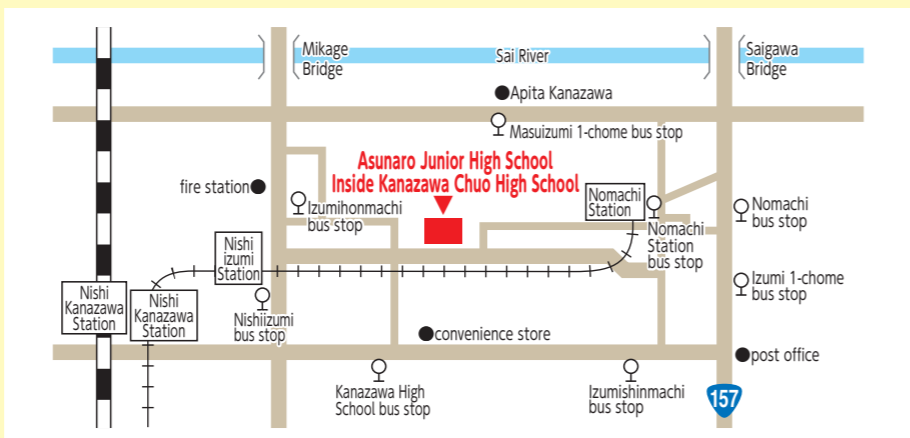 Mikage
Bridge
Sai River
Saigawa
Bridge
Apita Kanazawa
Masuizumi 1-chome bus stop
Asunaro Junior High School
Inside Kanazawa Chuo High School
fire station
Izumihonmachi
bus stop
Nomachi
Station
Nomachi
Station
bus stop
Nomachi
bus stop
Nishi
izumi
Station
Nishi
Kanazawa
Station
Nishi
Kanazawa
Station
Nishiizumi
bus stop
Izumi 1-chome
bus stop
convenience store
post office
Kanazawa High
School bus stop
Izumishinmachi
bus stop
157